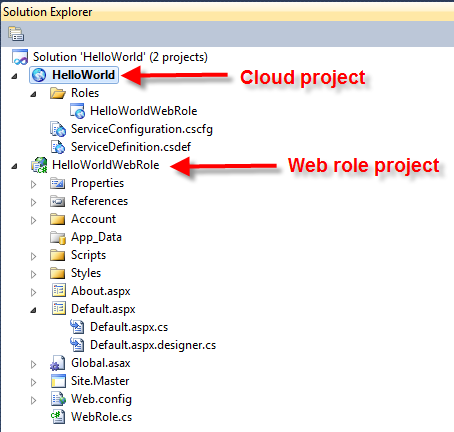 Solution Explorer
Solution 'HelloWorld' (2 projects)
HelloWorld Cloud project
Roles
HelloWorldWebRole
ServiceConfiguration.cscfg
ServiceDefinition.csdef
HelloWorldWebRole Web role project
Properties
References
Account
App_Data
Scripts
Styles
About.aspx
Default.aspx
Default.aspx.cs
Default.aspx.designer.cs
Global.asax
Site.Master
Web.config
WebRole.cs